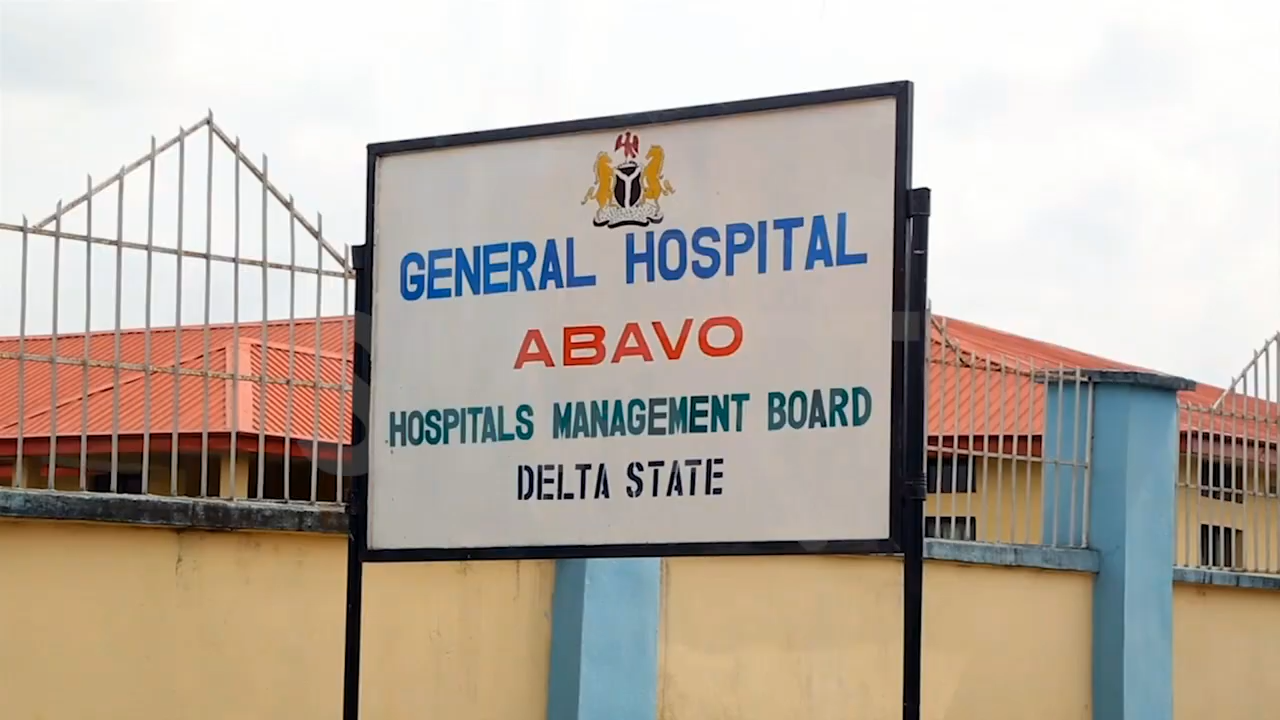 GENERAL HOSPITAL
ABAVO
HOSPITALS MANAGEMENT BOARD
DELTA STATE